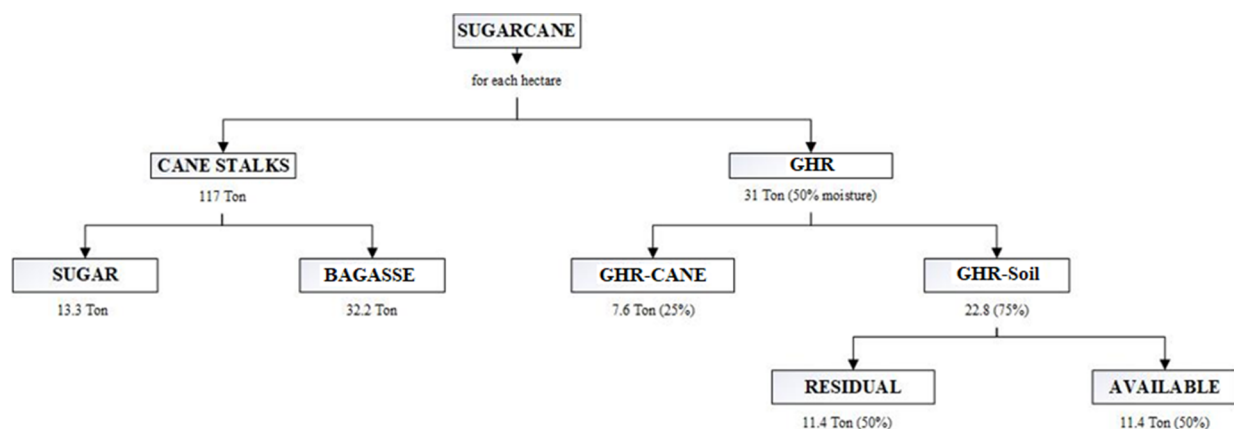 SUGARCANE
for each hectare
CANE STALKS
GHR
117 Ton
31 Ton (50% moisture)
SUGAR
BAGASSE
GHR-CANE
GHR-Soil
13.3 Ton
32.2 Ton
7.6 Ton (25%)
22.8 (75%)
RESIDUAL
AVAILABLE
11.4 Ton (50%)
11.4 Ton (50%)